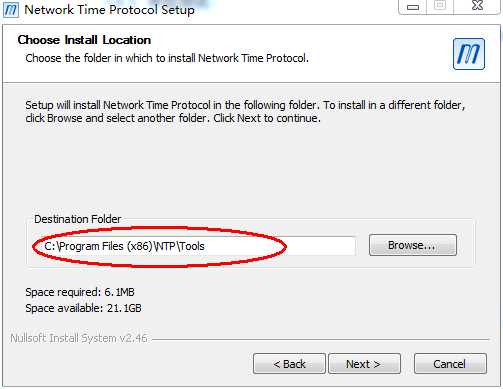 Network Time Protocol Setup
Choose Install Location
Choose the folder in which to install Network Time Protocol.
Setup will install Network Time Protocol in the following folder. To install in a different folder,
click Browse and select another folder. Click Next to continue.
Destination Folder
C:\Program Files (x86)\NTP\Tools
Browse...
Space required: 6.1MB
Space available: 21.1GB
Nullsoft Install System v2.46
< Back
Next >
Cancel